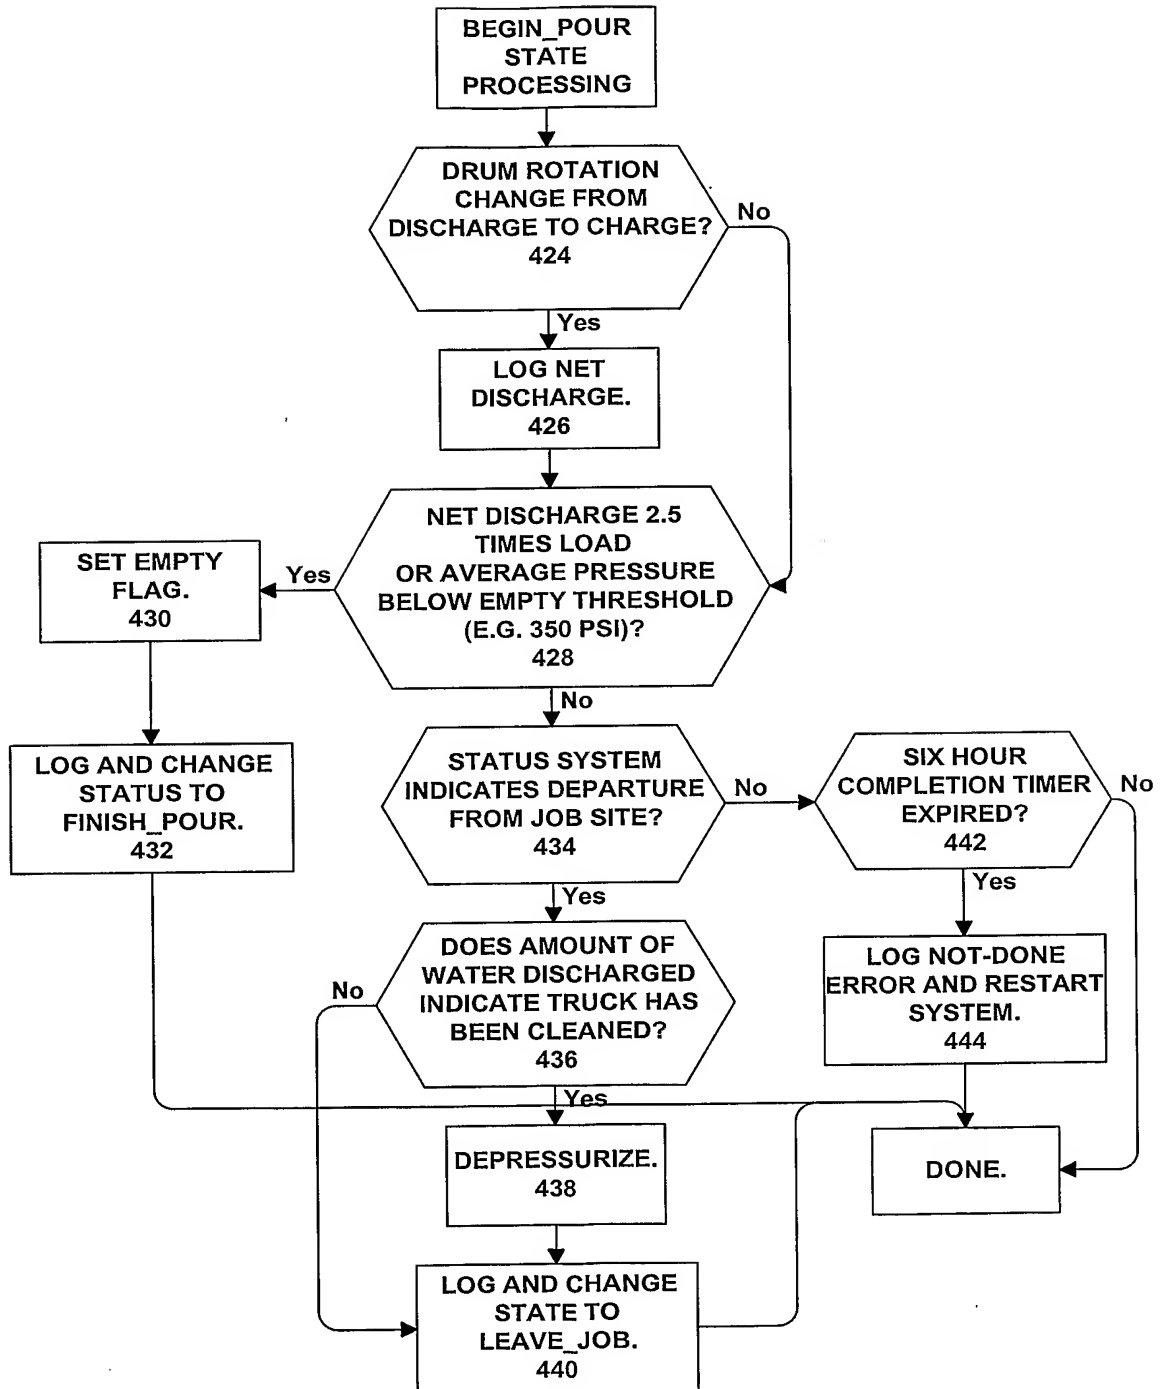 BEGIN_POUR
STATE
PROCESSING
DRUM ROTATION
CHANGE FROM
DISCHARGE TO CHARGE?
424
No
Yes
LOG NET
DISCHARGE.
426
NET DISCHARGE 2.5
TIMES LOAD
OR AVERAGE PRESSURE
BELOW EMPTY THRESHOLD
(E.G. 350 PSI)?
428
Yes
SET EMPTY
FLAG.
430
No
LOG AND CHANGE
STATUS TO
FINISH_POUR.
432
STATUS SYSTEM
INDICATES DEPARTURE
FROM JOB SITE?
434
No
SIX HOUR
COMPLETION TIMER
EXPIRED?
442
No
Yes
Yes
DOES AMOUNT OF
WATER DISCHARGED
INDICATE TRUCK HAS
BEEN CLEANED?
436
No
LOG NOT-DONE
ERROR AND RESTART
SYSTEM.
444
Yes
DEPRESSURIZE.
438
DONE.
LOG AND CHANGE
STATE TO
LEAVE_JOB.
440